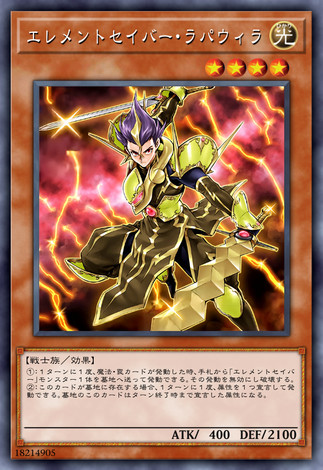 エレメントセイバー・ラパウィラ
光
【戦士族／効果】
①：1ターンに1度、魔法・罠カードが発動した時、手札から「エレメントセイバ
ー」モンスター1体を墓地へ送って発動できる。その発動を無効にし破壊する。
②：このカードが墓地に存在する場合、1ターンに1度、属性を1つ宣言して発
動できる。墓地のこのカードはターン終了時まで宣言した属性になる。
ATK/ 400 DEF/2100
18214905